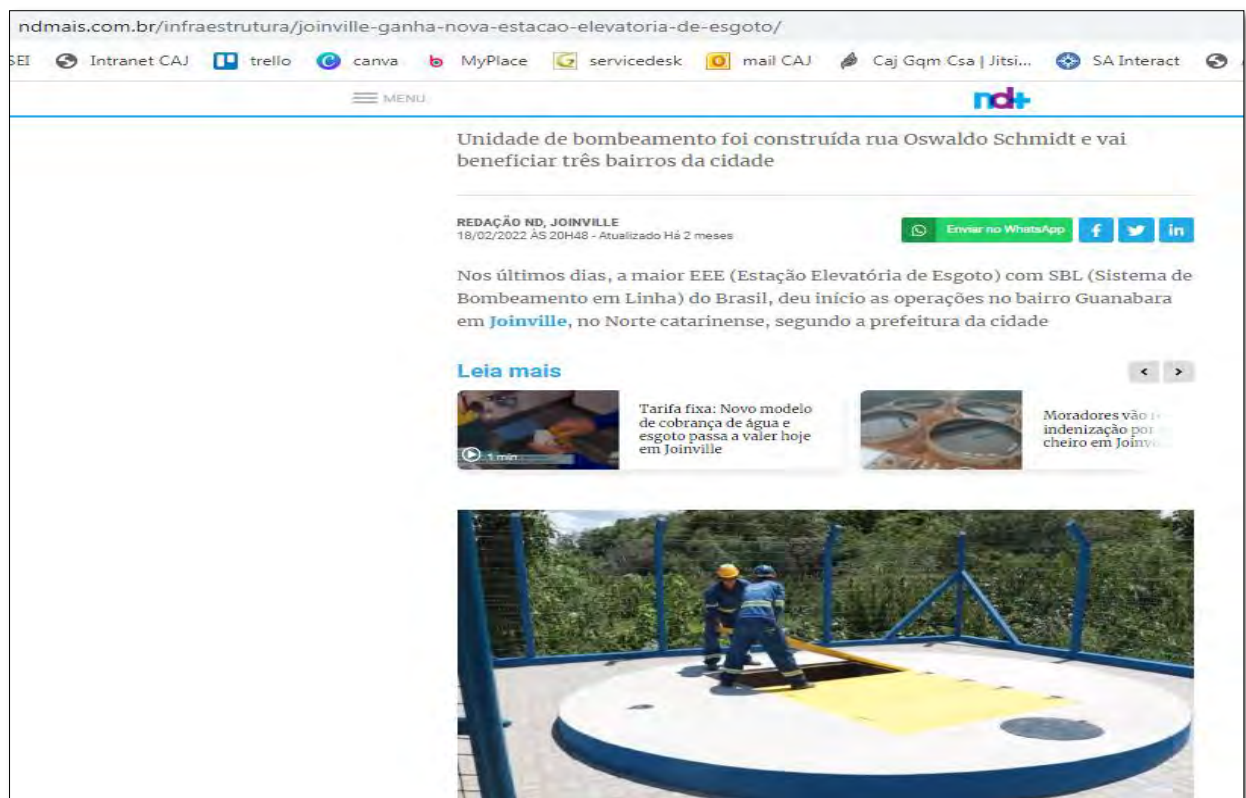 ndmais.com.br/infraestrutura/joinville-ganha-nova-estacao-elevatoria-de-esgoto/
SEI Intranet CAJ trello canva MyPlace servicedesk mail CAJ Caj Gqm Csa | Jitsi... SA Interact
MENU nd+
Unidade de bombeamento foi construída rua Oswaldo Schmidt e vai
beneficiar três bairros da cidade
REDAÇÃO ND, JOINVILLE
18/02/2022 ÀS 20H48 - Atualizado Há 2 meses
Enviar no WhatsApp
Nos últimos dias, a maior EEE (Estação Elevatória de Esgoto) com SBL (Sistema de
Bombeamento em Linha) do Brasil, deu início as operações no bairro Guanabara
em Joinville, no Norte catarinense, segundo a prefeitura da cidade
Leia mais
Tarifa fixa: Novo modelo
de cobrança de água e
esgoto passa a valer hoje
em Joinville
1 min
Moradores vão
indenização por
cheiro em